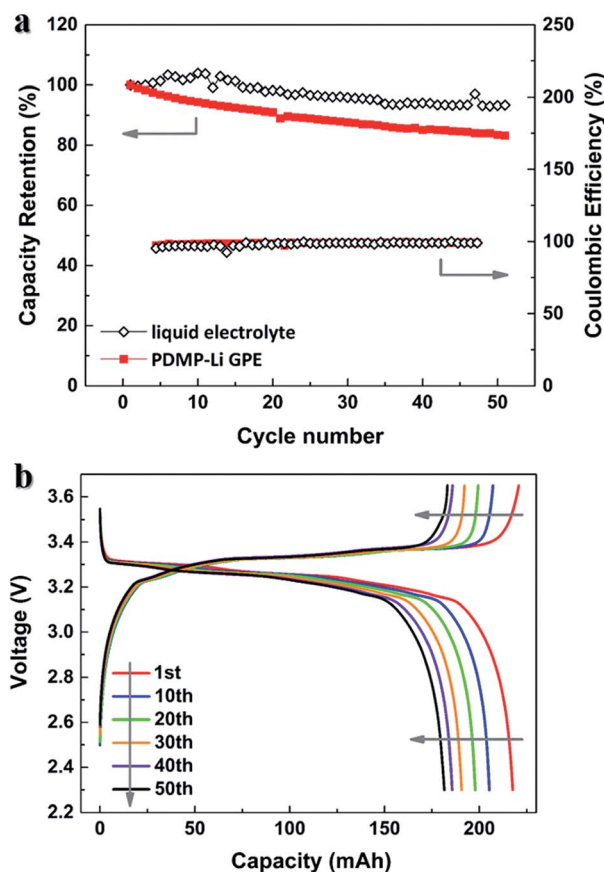 a
120
100
80
60
40
20
0
Capacity Retention (%)
250
200
150
100
50
0
Coulombic Efficiency (%)
liquid electrolyte
PDMP-Li GPE
0 10 20 30 40 50
Cycle number
b
3.6
3.4
3.2
3.0
2.8
2.6
2.4
2.2
Voltage (V)
1st
10th
20th
30th
40th
50th
0 50 100 150 200
Capacity (mAh)